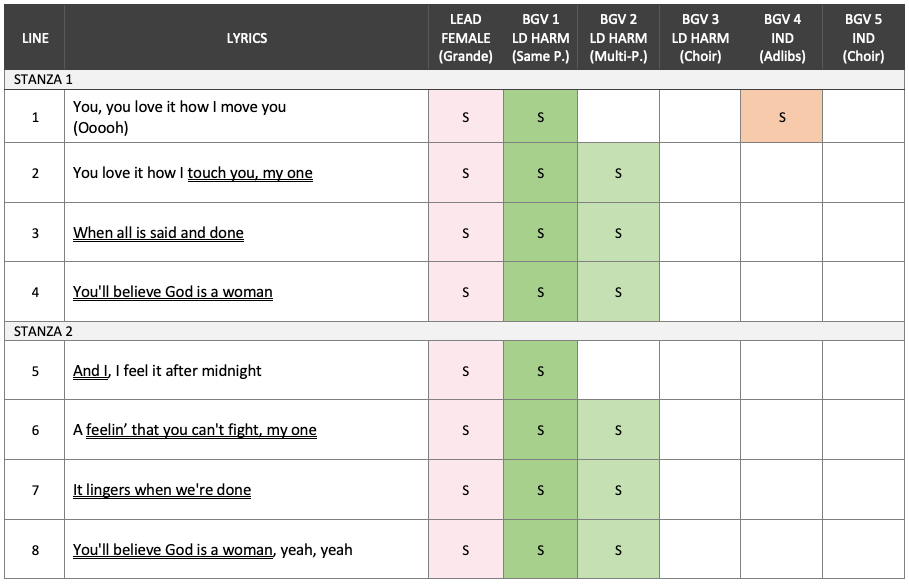 LINE LYRICS LEAD FEMALE (Grande) BGV 1 LD HARM (Same P.) BGV 2 LD HARM (Multi-P.) BGV 3 LD HARM (Choir) BGV 4 IND (Adlibs) BGV 5 IND (Choir)
STANZA 1
1 You, you love it how I move you
(Ooooh) S S S
2 You love it how I touch you, my one S S S
3 When all is said and done S S S
4 You'll believe God is a woman S S S
STANZA 2
5 And I, I feel it after midnight S S
6 A feelin’ that you can't fight, my one S S S
7 It lingers when we're done S S S
8 You'll believe God is a woman, yeah, yeah S S S